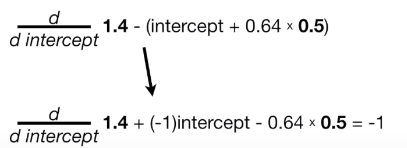 d
d intercept 1.4 - (intercept + 0.64 × 0.5)
d
d intercept 1.4 + (-1)intercept - 0.64 × 0.5 = -1